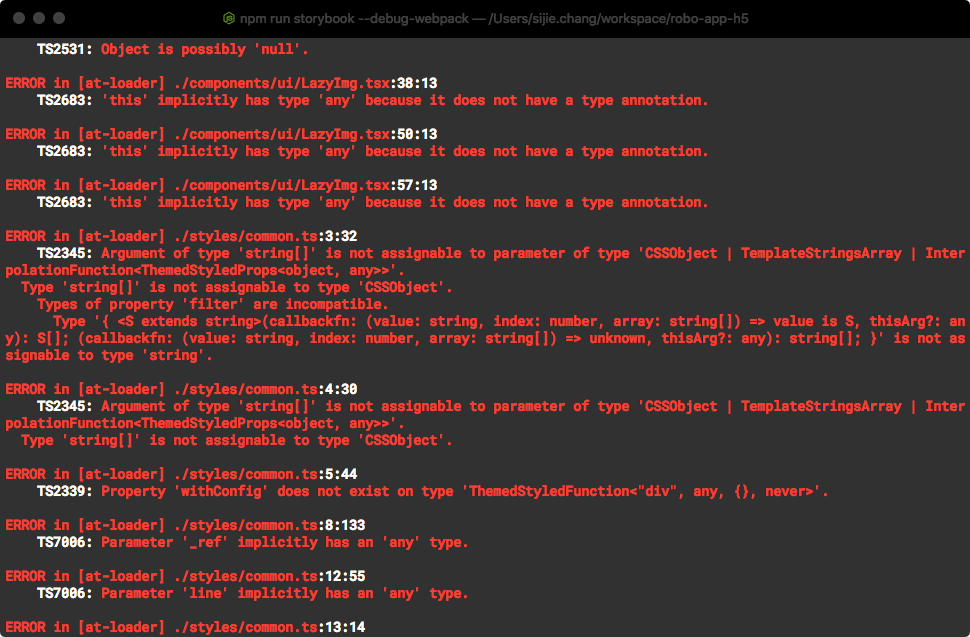 npm run storybook --debug-webpack — /Users/sijie.chang/workspace/robo-app-h5
TS2531: Object is possibly 'null'.
ERROR in [at-loader] ./components/ui/LazyImg.tsx:38:13
TS2683: 'this' implicitly has type 'any' because it does not have a type annotation.
ERROR in [at-loader] ./components/ui/LazyImg.tsx:50:13
TS2683: 'this' implicitly has type 'any' because it does not have a type annotation.
ERROR in [at-loader] ./components/ui/LazyImg.tsx:57:13
TS2683: 'this' implicitly has type 'any' because it does not have a type annotation.
ERROR in [at-loader] ./styles/common.ts:3:32
TS2345: Argument of type 'string[]' is not assignable to parameter of type 'CSSObject | TemplateStringsArray | Inter
polationFunction<ThemedStyledProps<object, any>>'.
Type 'string[]' is not assignable to type 'CSSObject'.
Types of property 'filter' are incompatible.
Type '{ <S extends string>(callbackfn: (value: string, index: number, array: string[]) => value is S, thisArg?: an
y): S[]; (callbackfn: (value: string, index: number, array: string[]) => unknown, thisArg?: any): string[]; }' is not as
signable to type 'string'.
ERROR in [at-loader] ./styles/common.ts:4:30
TS2345: Argument of type 'string[]' is not assignable to parameter of type 'CSSObject | TemplateStringsArray | Inter
polationFunction<ThemedStyledProps<object, any>>'.
Type 'string[]' is not assignable to type 'CSSObject'.
ERROR in [at-loader] ./styles/common.ts:5:44
TS2339: Property 'withConfig' does not exist on type 'ThemedStyledFunction<"div", any, {}, never>'.
ERROR in [at-loader] ./styles/common.ts:8:133
TS7006: Parameter '_ref' implicitly has an 'any' type.
ERROR in [at-loader] ./styles/common.ts:12:55
TS7006: Parameter 'line' implicitly has an 'any' type.
ERROR in [at-loader] ./styles/common.ts:13:14